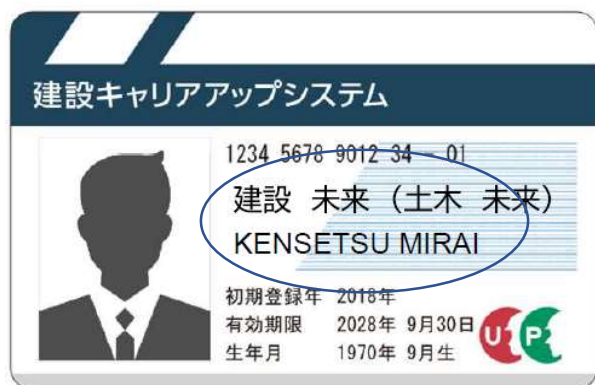 建設キャリアアップシステム
1234 5678 9012 34 - 01
建設 未来 (土木 未来)
KENSETSU MIRAI
初期登録年 2018年
有効期限 2028年 9月30日
生年月 1970年 9月生
U P